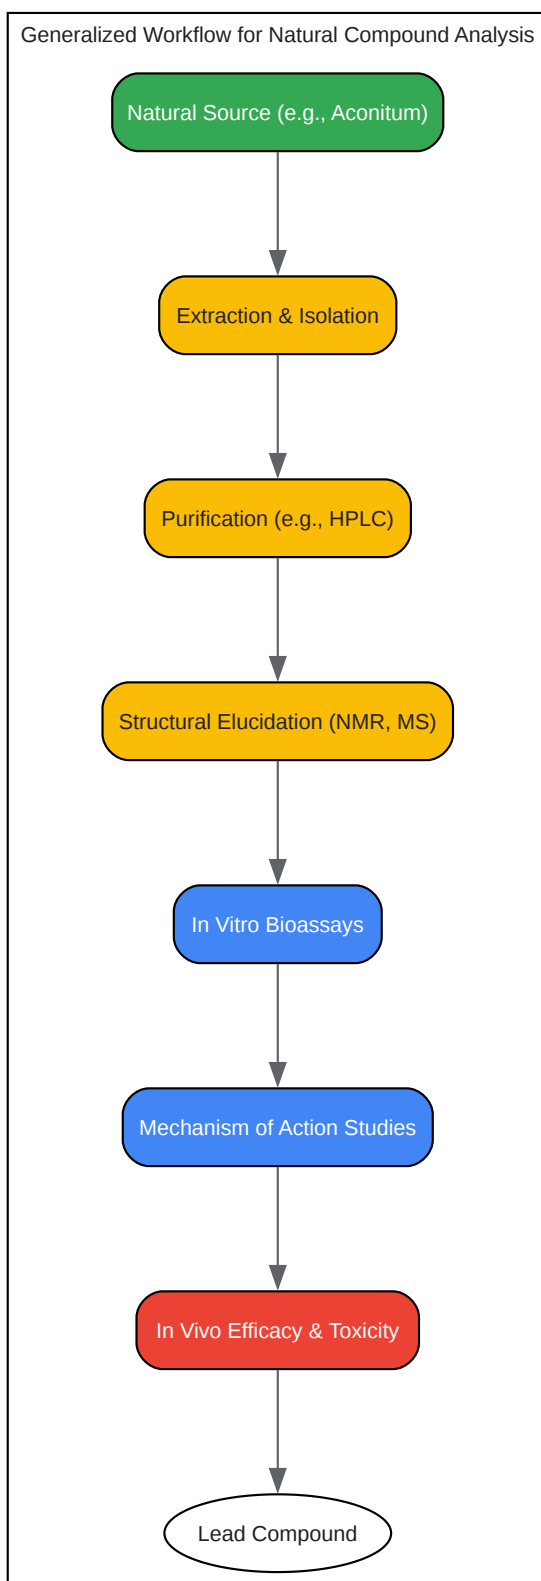 Generalized Workflow for Natural Compound Analysis
Natural Source (e.g., Aconitum)
Extraction & Isolation
Purification (e.g., HPLC)
Structural Elucidation (NMR, MS)
In Vitro Bioassays
Mechanism of Action Studies
In Vivo Efficacy & Toxicity
Lead Compound